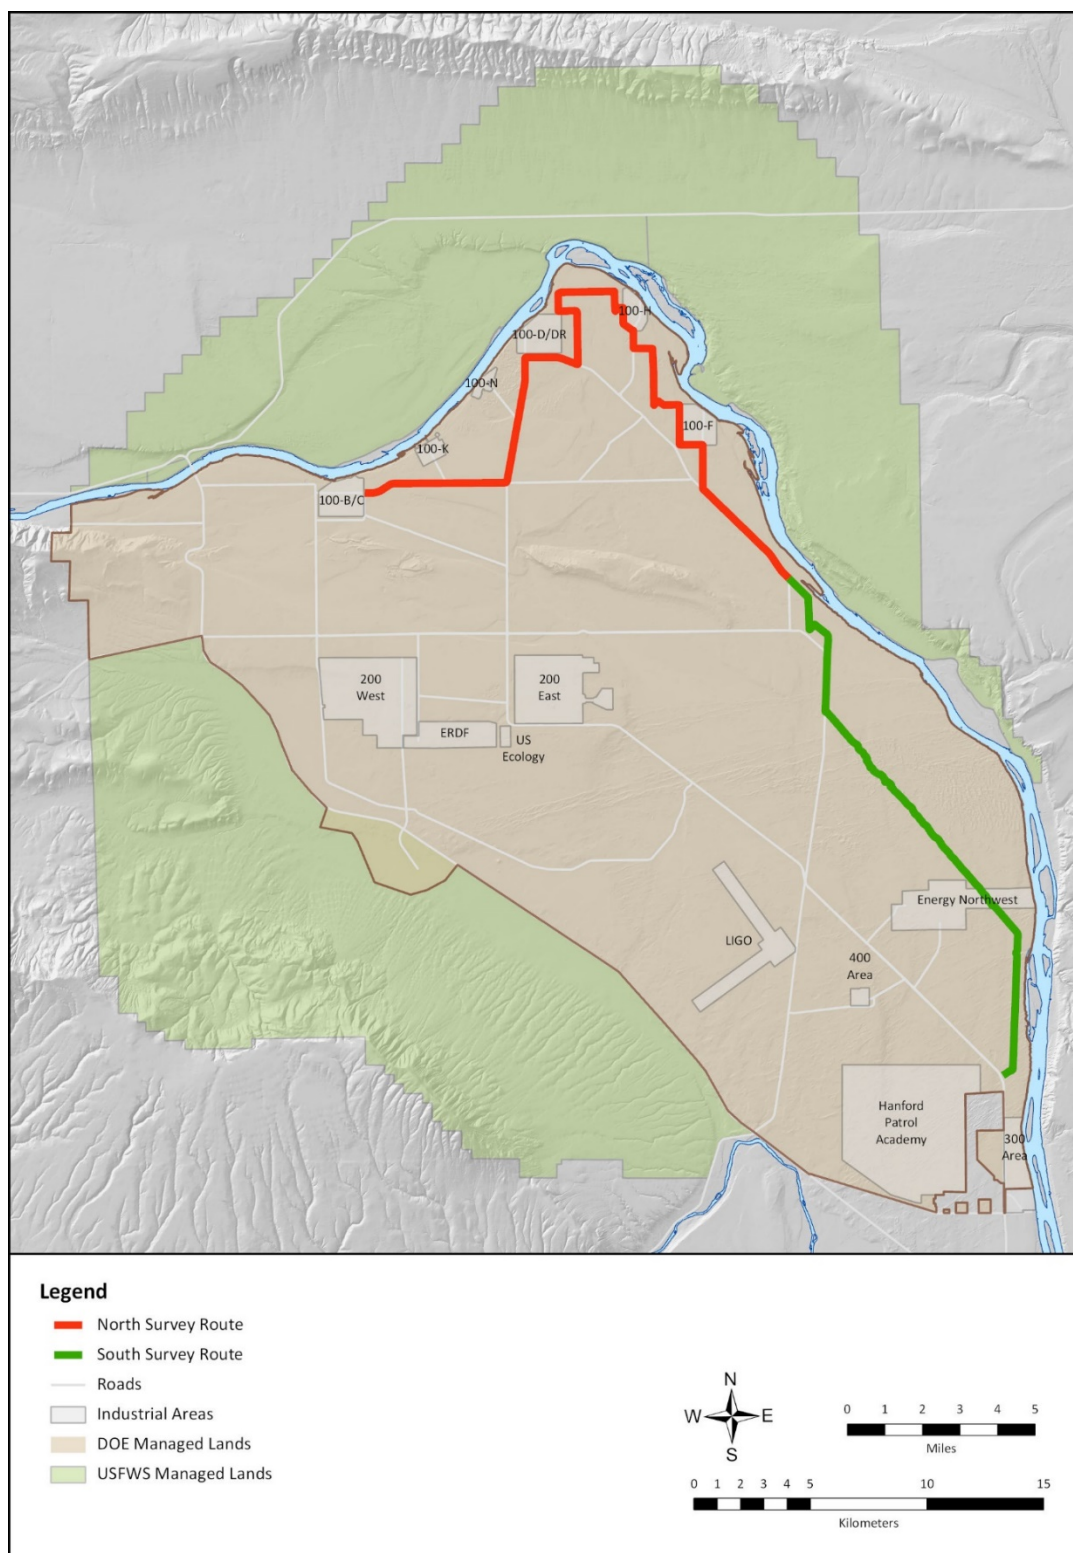 100-H
100-D/DR
100-N
100-F
100-K
100-B/C
200
West
200
East
ERDF
US
Ecology
Energy Northwest
LIGO
400
Area
Hanford
Patrol
Academy
300
Area
Legend
North Survey Route
South Survey Route
Roads
Industrial Areas
DOE Managed Lands
USFWS Managed Lands
N
W E
S
0 1 2 3 4 5
Miles
0 1 2 3 4 5 10 15
Kilometers